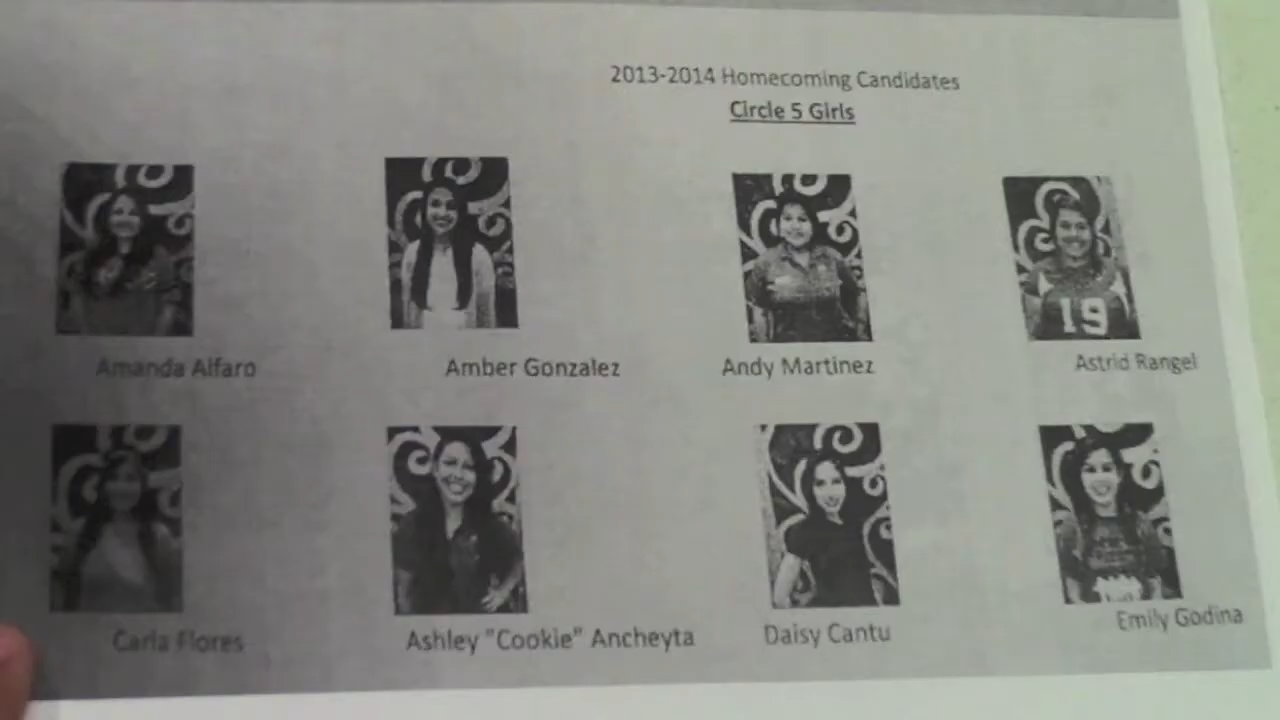 2013-2014 Homecoming Candidates
Circle 5 Girls
19
Amanda Alfaro
Amber Gonzalez
Andy Martinez
Astrid Rangel
Carla Flores
Ashley "Cookie" Ancheyta
Daisy Cantu
Emily Godina